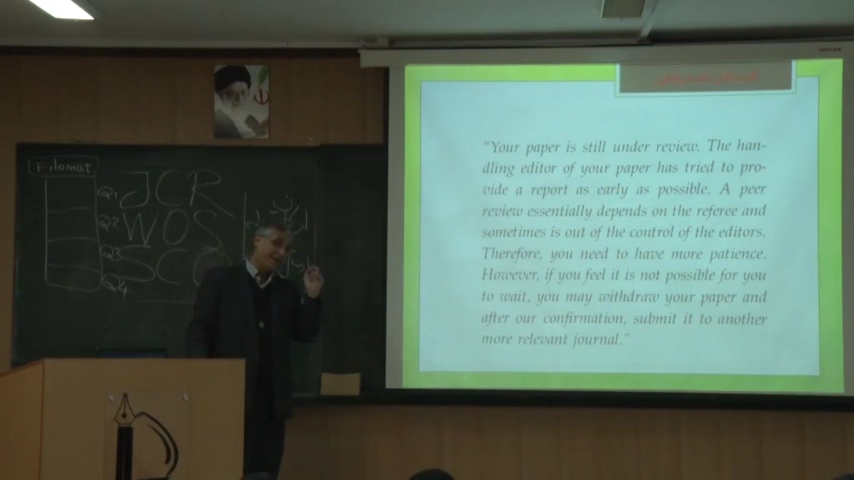 Filomat
Q1
Q2
Q3
Q4
JCR
WOS
SCO
“Your paper is still under review. The han-
dling editor of your paper has tried to pro-
vide a report as early as possible. A peer
review essentially depends on the referee and
sometimes is out of the control of the editors.
Therefore, you need to have more patience.
However, if you feel it is not possible for you
to wait, you may withdraw your paper and
after our confirmation, submit it to another
more relevant journal.”